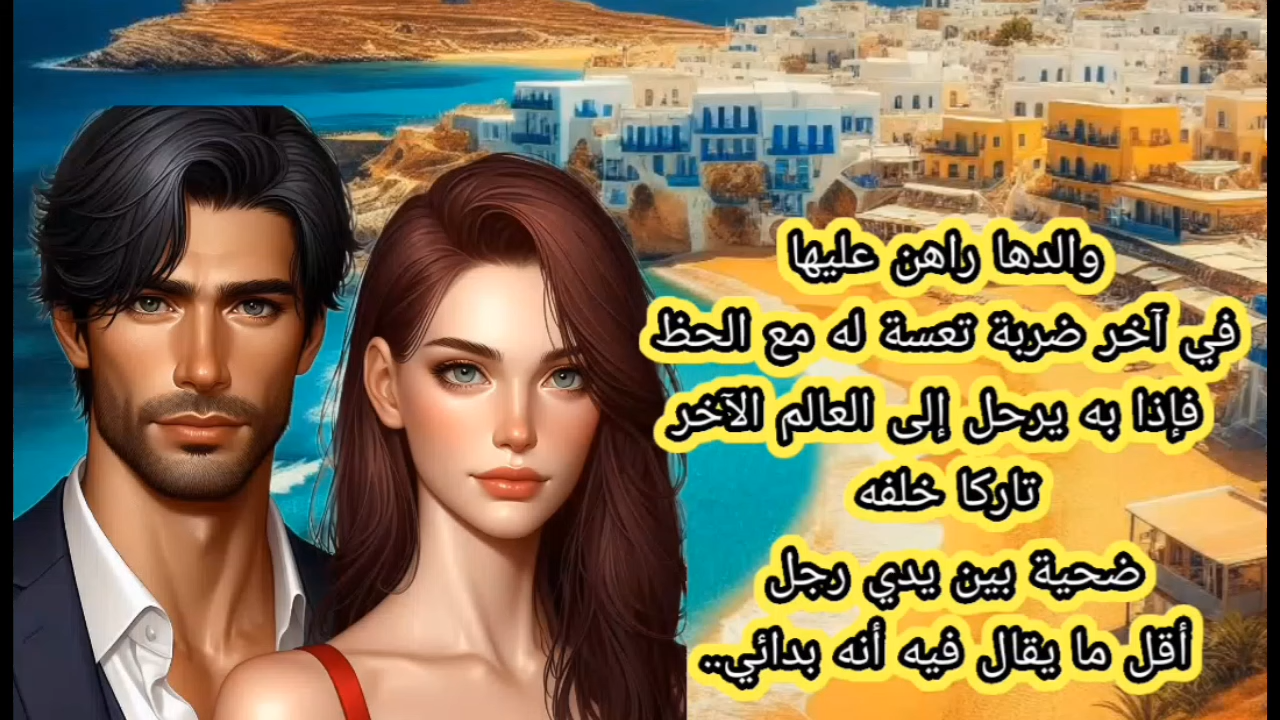 والدها راهن عليها
في آخر ضربة تعسة له مع الحظ
فإذا به يرحل إلى العالم الآخر
تاركا خلفه
ضحية بين يدي رجل
أقل ما يقال فيه أنه بدائي..